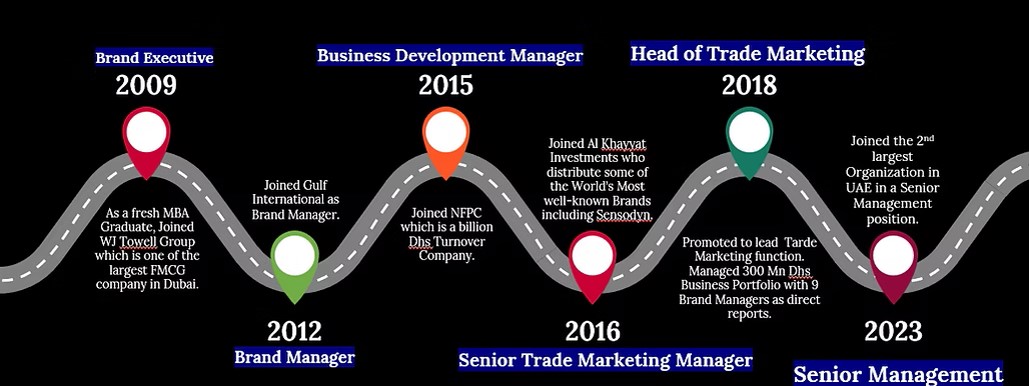 Brand Executive
2009
As a fresh MBA
Graduate, Joined
WJ Towell Group
which is one of the
largest FMCG
company in Dubai.
Joined Gulf
International as
Brand Manager.
2012
Brand Manager
Business Development Manager
2015
Joined NFPC
which is a billion
Dhs Turnover
Company.
Joined Al Khayyat
Investments who
distribute some of
the World's Most
well-known Brands
including Sensodyn.
2016
Senior Trade Marketing Manager
Head of Trade Marketing
2018
Promoted to lead Tarde
Marketing function.
Managed 300 Mn Dhs
Business Portfolio with 9
Brand Managers as direct
reports.
Joined the 2nd
largest
Organization in
UAE in a Senior
Management
position.
2023
Senior Management